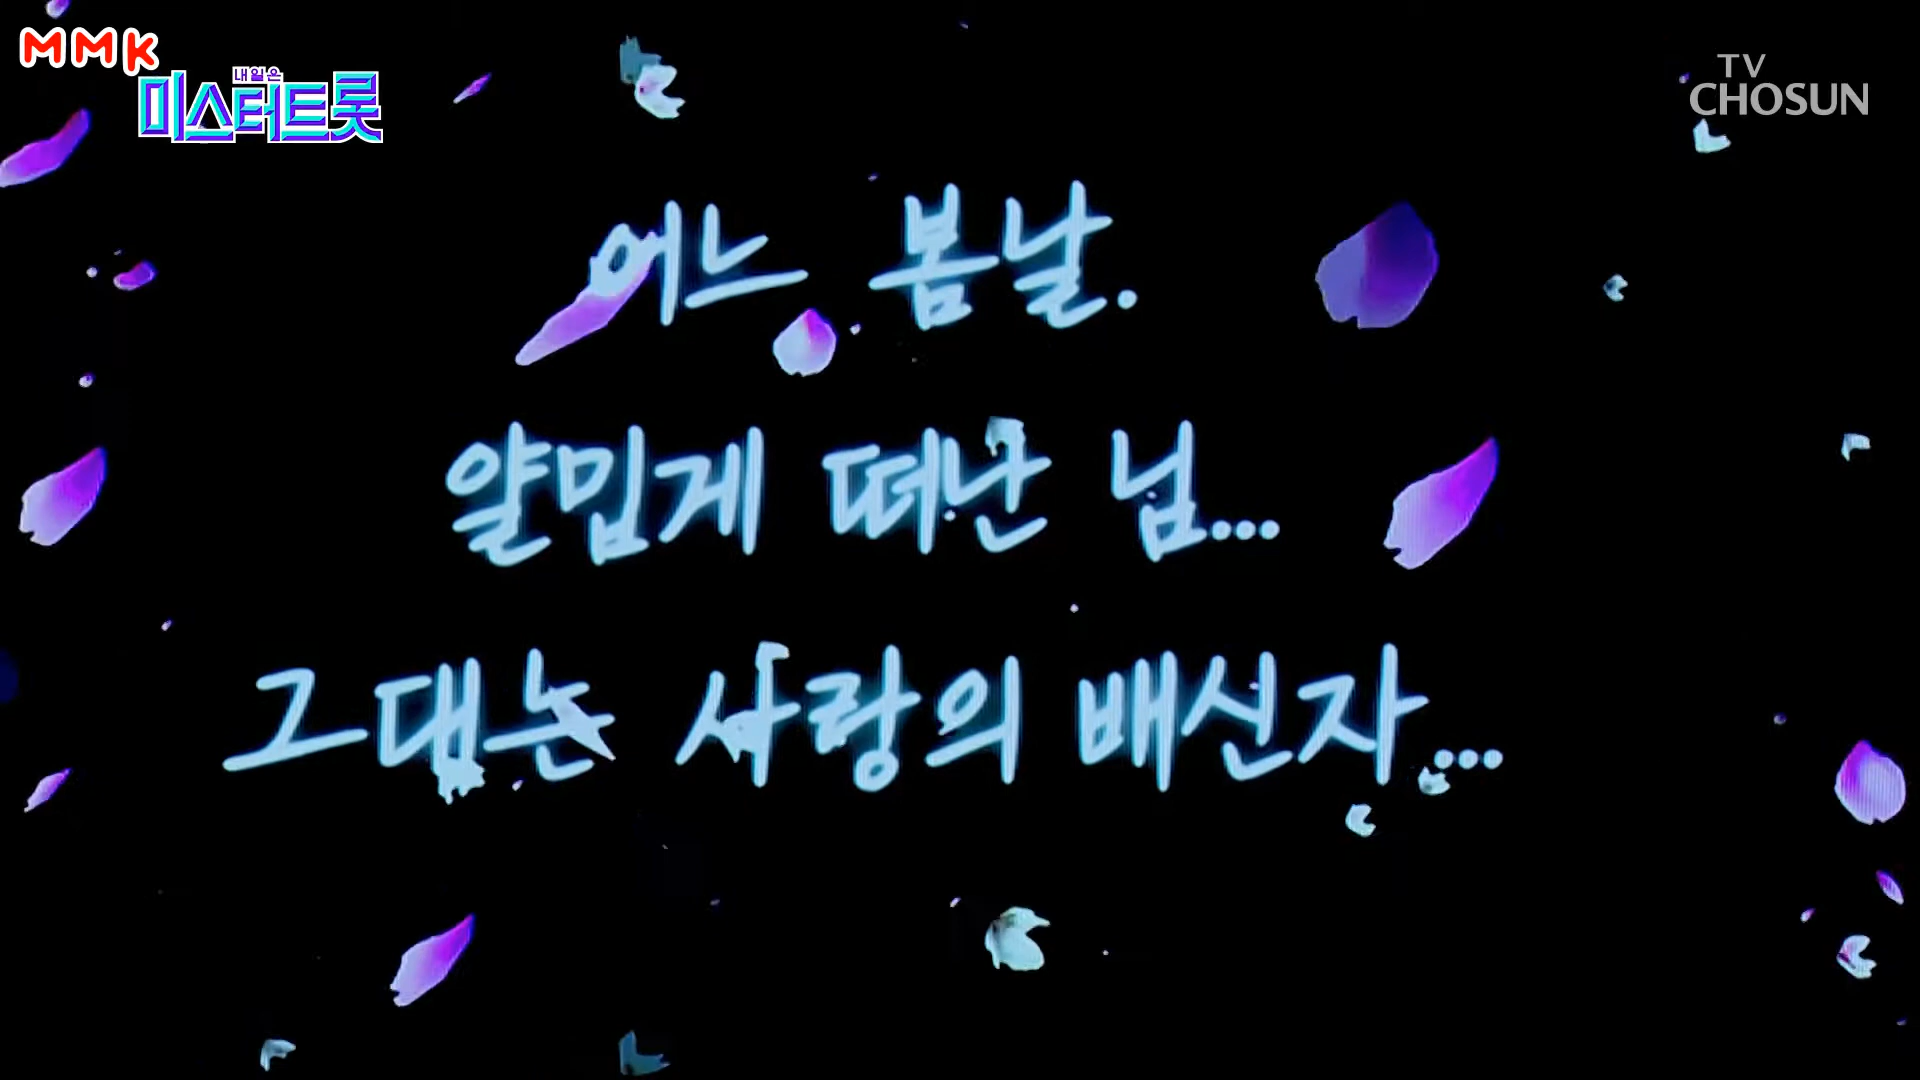 MMK
내일은
미스터트롯
TV
CHOSUN
어느 봄날.
얄밉게 떠난 님...
그대는 사랑의 배신자...